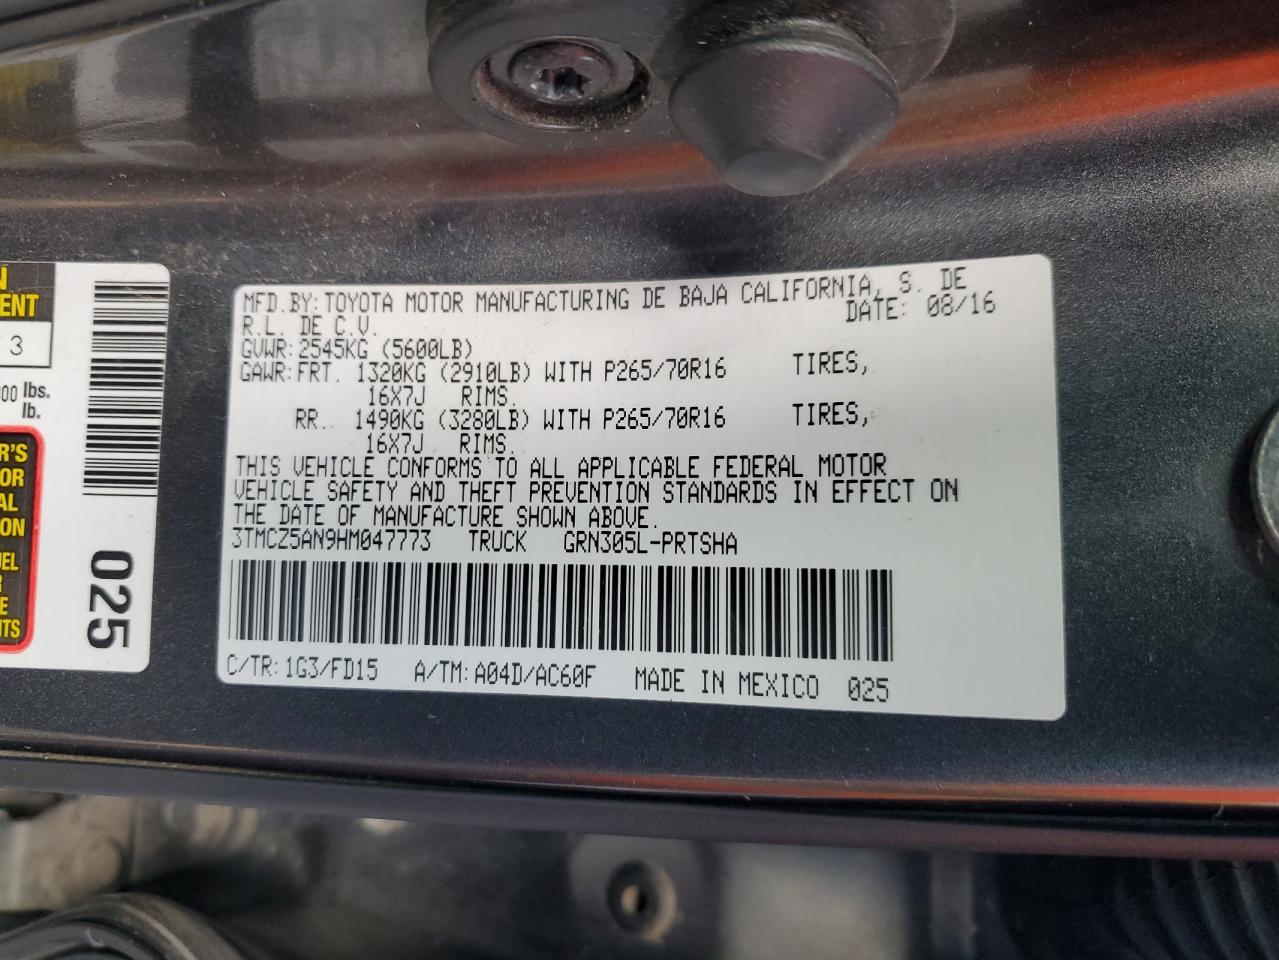 MFD.BY: TOYOTA MOTOR MANUFACTURING DE BAJA CALIFORNIA, S. DE
R.L. DE C.V. DATE: 08/16
GVWR: 2545KG (5600LB)
GAWR: FRT. 1320KG (2910LB) WITH P265/70R16 TIRES,
16X7J RIMS.
RR. 1490KG (3280LB) WITH P265/70R16 TIRES,
16X7J RIMS.
THIS VEHICLE CONFORMS TO ALL APPLICABLE FEDERAL MOTOR
VEHICLE SAFETY AND THEFT PREVENTION STANDARDS IN EFFECT ON
THE DATE OF MANUFACTURE SHOWN ABOVE.
3TMCZ5AN9HM047773 TRUCK GRN305L-PRTSHA
C/TR: 1G3/FD15 A/TM: A04D/AC60F MADE IN MEXICO 025
3
lbs.
lb.
025